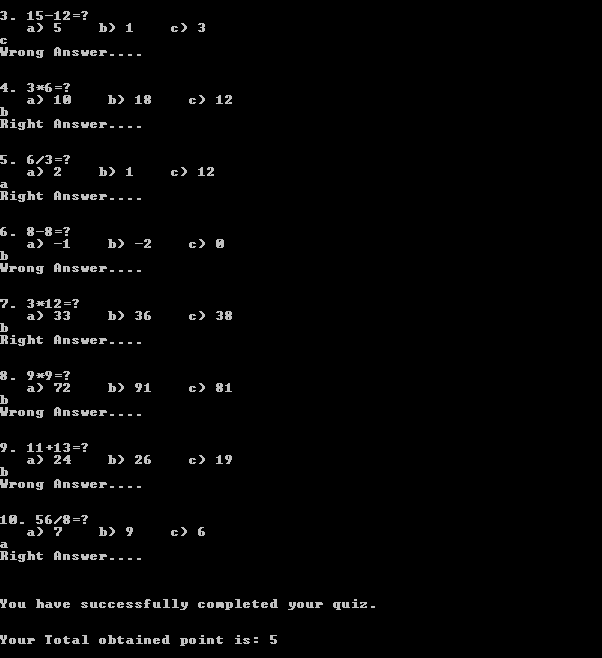 3. 15-12=?
a) 5 b) 1 c) 3
c
Wrong Answer....
4. 3*6=?
a) 10 b) 18 c) 12
b
Right Answer....
5. 6/3=?
a) 2 b) 1 c) 12
a
Right Answer....
6. 8-8=?
a) -1 b) -2 c) 0
b
Wrong Answer....
7. 3*12=?
a) 33 b) 36 c) 38
b
Right Answer....
8. 9*9=?
a) 72 b) 91 c) 81
b
Wrong Answer....
9. 11+13=?
a) 24 b) 26 c) 19
b
Wrong Answer....
10. 56/8=?
a) 7 b) 9 c) 6
a
Right Answer....
You have successfully completed your quiz.
Your Total obtained point is: 5